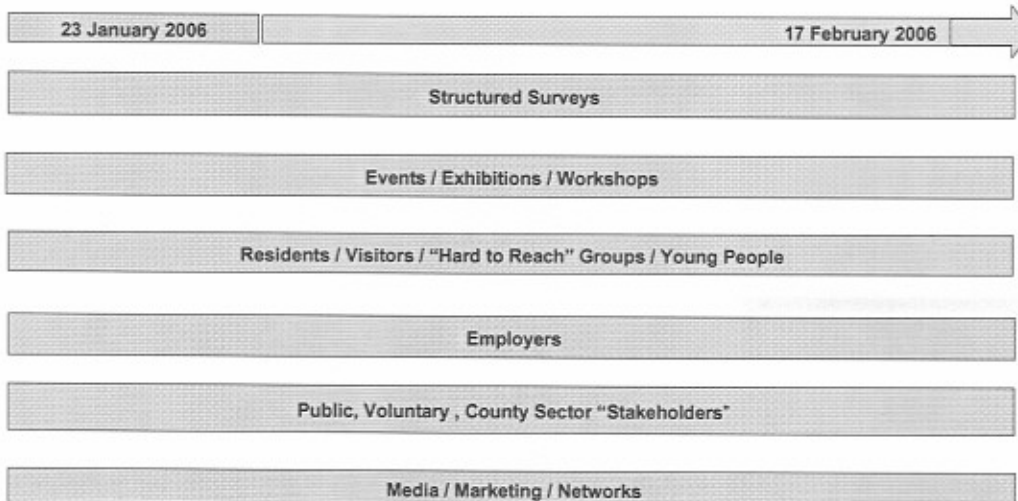 23 January 2006
17 February 2006
Structured Surveys
Events / Exhibitions / Workshops
Residents / Visitors / “Hard to Reach” Groups / Young People
Employers
Public, Voluntary , County Sector “Stakeholders”
Media / Marketing / Networks